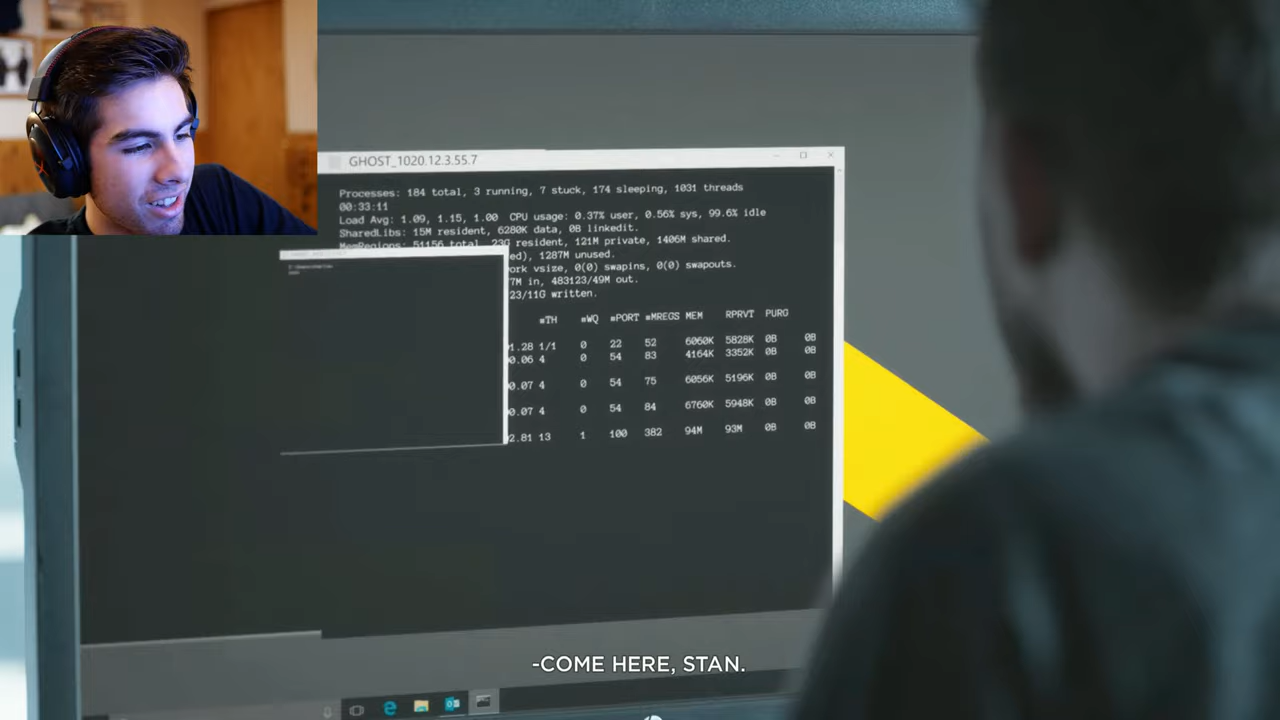 GHOST_1020.12.3.55.7
Processes: 184 total, 3 running, 7 stuck, 174 sleeping, 1031 threads
00:33:11
Load Avg: 1.09, 1.15, 1.00 CPU usage: 0.37% user, 0.56% sys, 99.6% idle
SharedLibs: 15M resident, 6280K data, 0B linkedit.
MemRegions: 51156 total, 23G resident, 121M private, 1406M shared.
ed), 1287M unused.
ork vsize, 0(0) swapins, 0(0) swapouts.
7M in, 483123/49M out.
23/11G written.
#TH #WQ #PORT #MREGS MEM RPRVT PURG
1.28 1/1 0 22 52 6060K 5828K 0B 0B
0.06 4 0 54 83 4164K 3352K 0B 0B
0.07 4 0 54 75 6056K 5196K 0B 0B
0.07 4 0 54 84 6760K 5948K 0B 0B
2.81 13 1 100 382 94M 93M 0B 0B
-COME HERE, STAN.